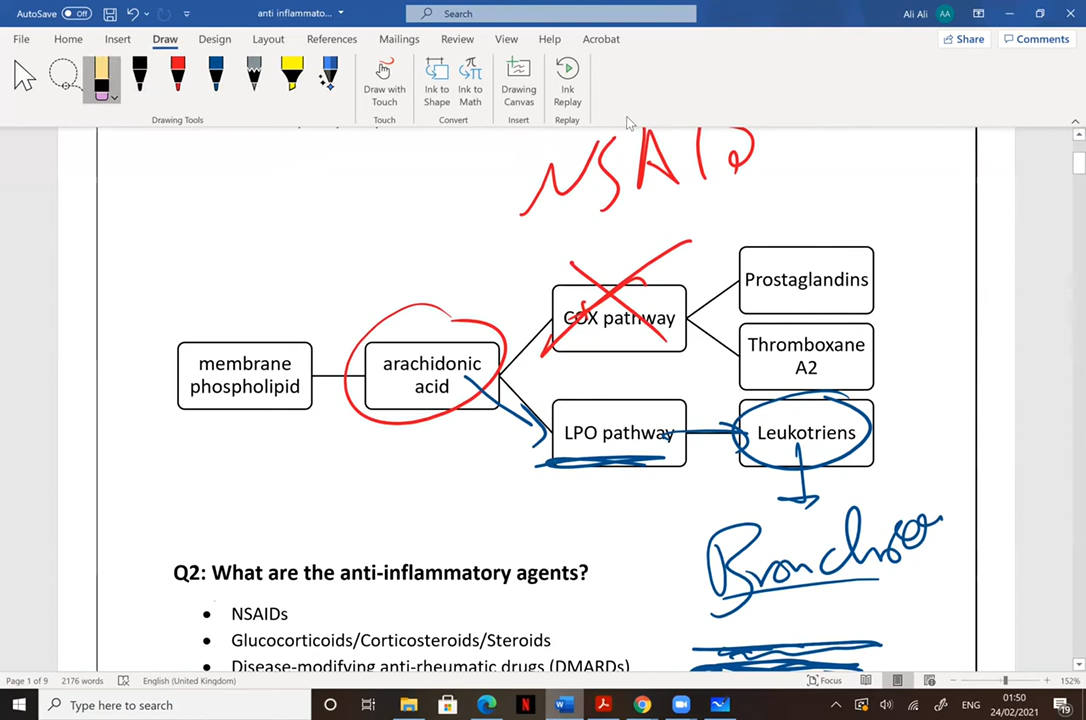 AutoSave Off
anti inflammato...
Search
Ali Ali AA
File Home Insert Draw Design Layout References Mailings Review View Help Acrobat
Share Comments
Draw with Touch
Ink to Shape
Ink to Math
Drawing Canvas
Ink Replay
Drawing Tools Touch Convert Insert Replay
NSAID
Prostaglandins
COX pathway
Thromboxane
A2
membrane
phospholipid
arachidonic
acid
LPO pathway
Leukotriens
Q2: What are the anti-inflammatory agents?
• NSAIDs
• Glucocorticoids/Corticosteroids/Steroids
• Disease-modifying anti-rheumatic drugs (DMARDs)
Page 1 of 9 2176 words English (United Kingdom) Focus 152%
Type here to search
ENG
01:50
24/02/2021
19